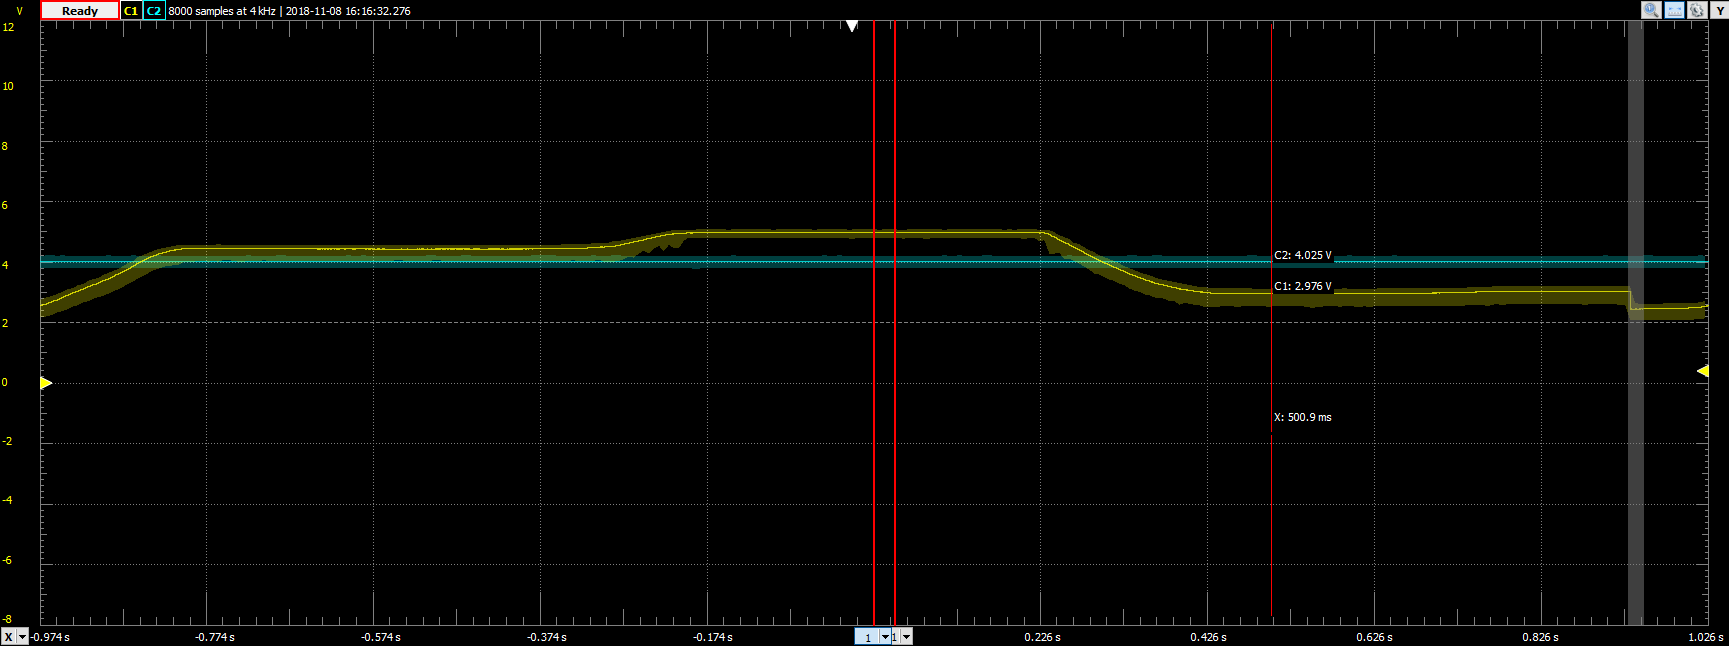 V Ready C1 C2 8000 samples at 4 kHz | 2018-11-08 16:16:32.276 Y
12
10
8
6
C2: 4.025 V
4
C1: 2.976 V
2
0
X: 500.9 ms
-2
-4
-6
-8
X -0.974 s -0.774 s -0.574 s -0.374 s -0.174 s 1 1 0.226 s 0.426 s 0.626 s 0.826 s 1.026 s